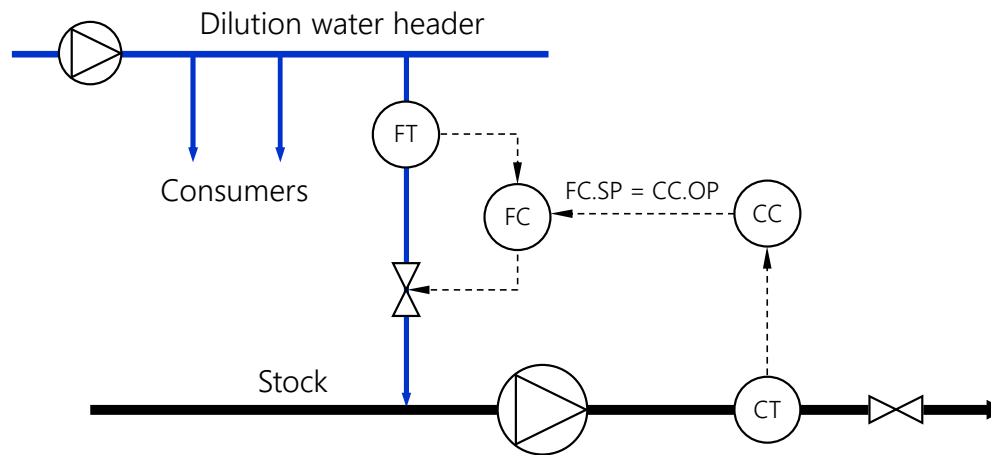 Dilution water header
FT
Consumers
FC
FC.SP = CC.OP
CC
Stock
CT